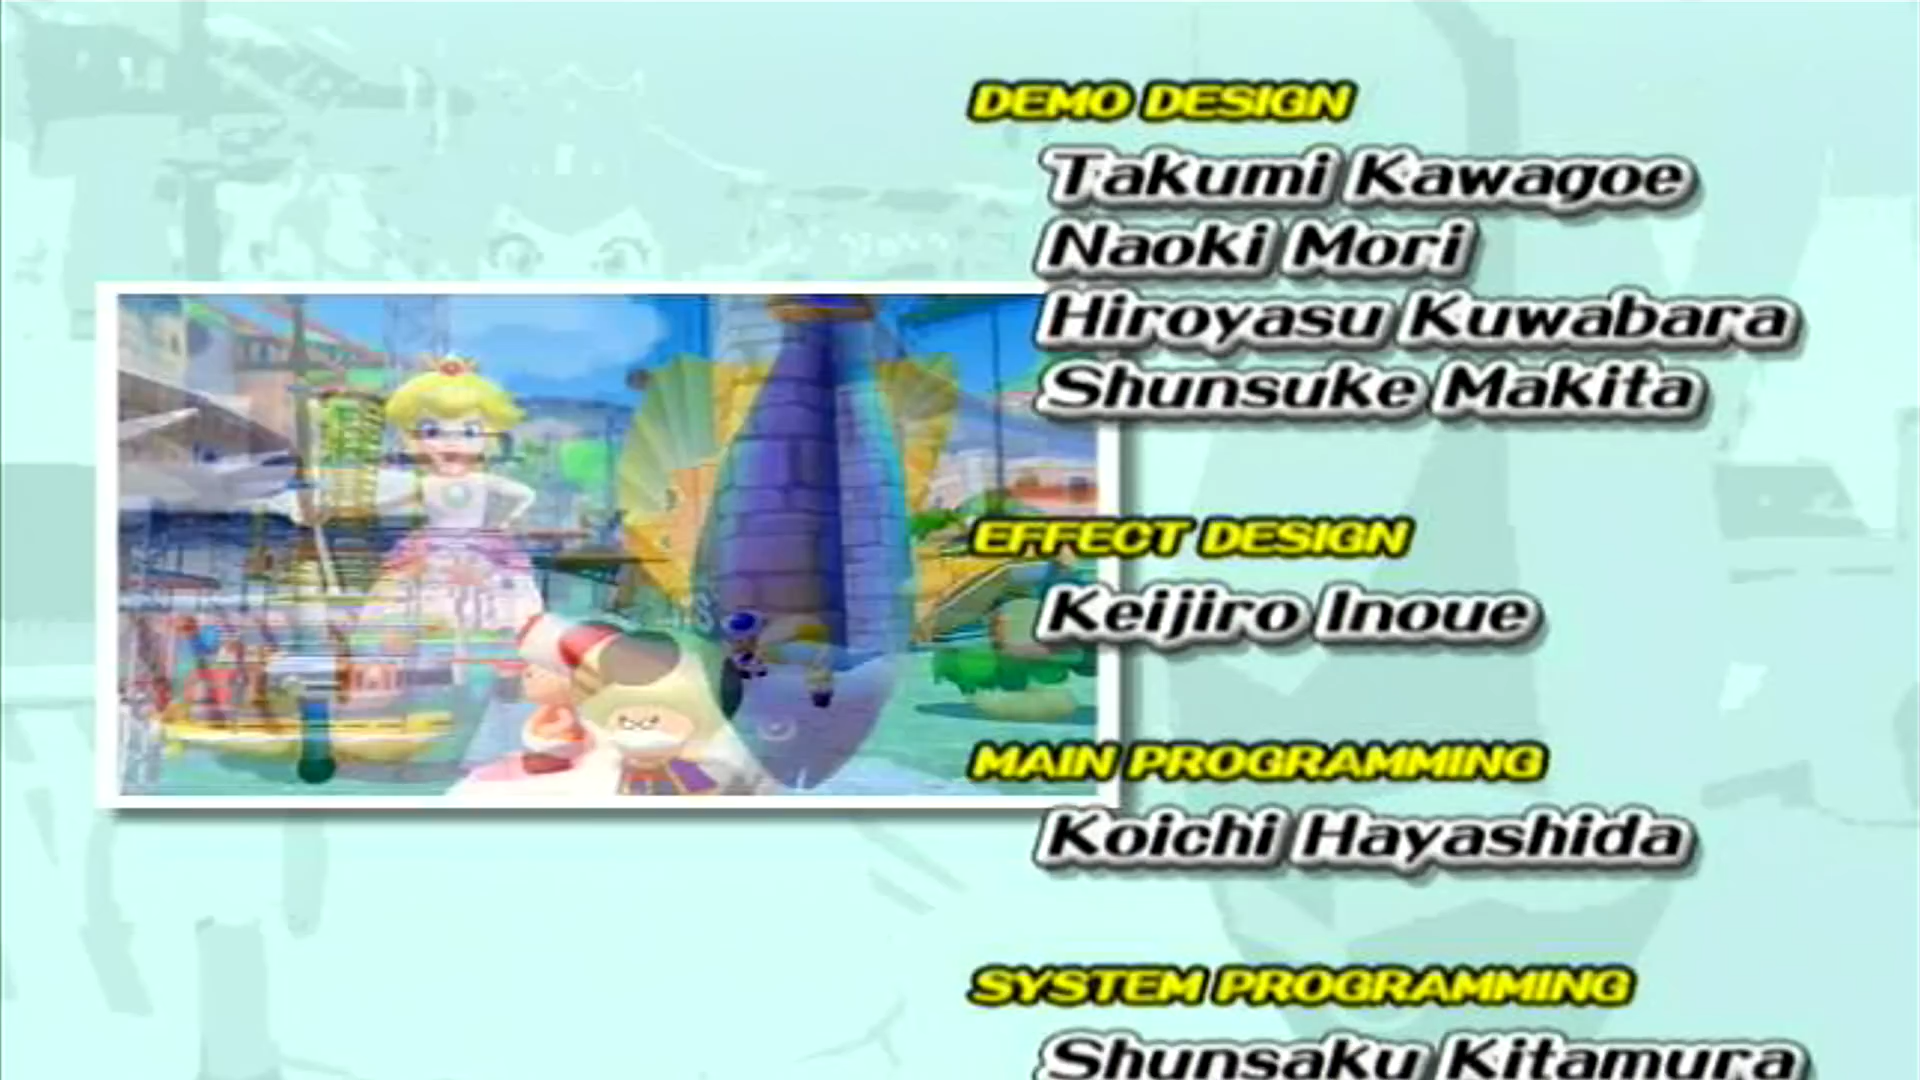 DEMO DESIGN
Takumi Kawagoe
Naoki Mori
Hiroyasu Kuwabara
Shunsuke Makita
EFFECT DESIGN
Keijiro Inoue
MAIN PROGRAMMING
Koichi Hayashida
SYSTEM PROGRAMMING
Shunsaku Kitamura